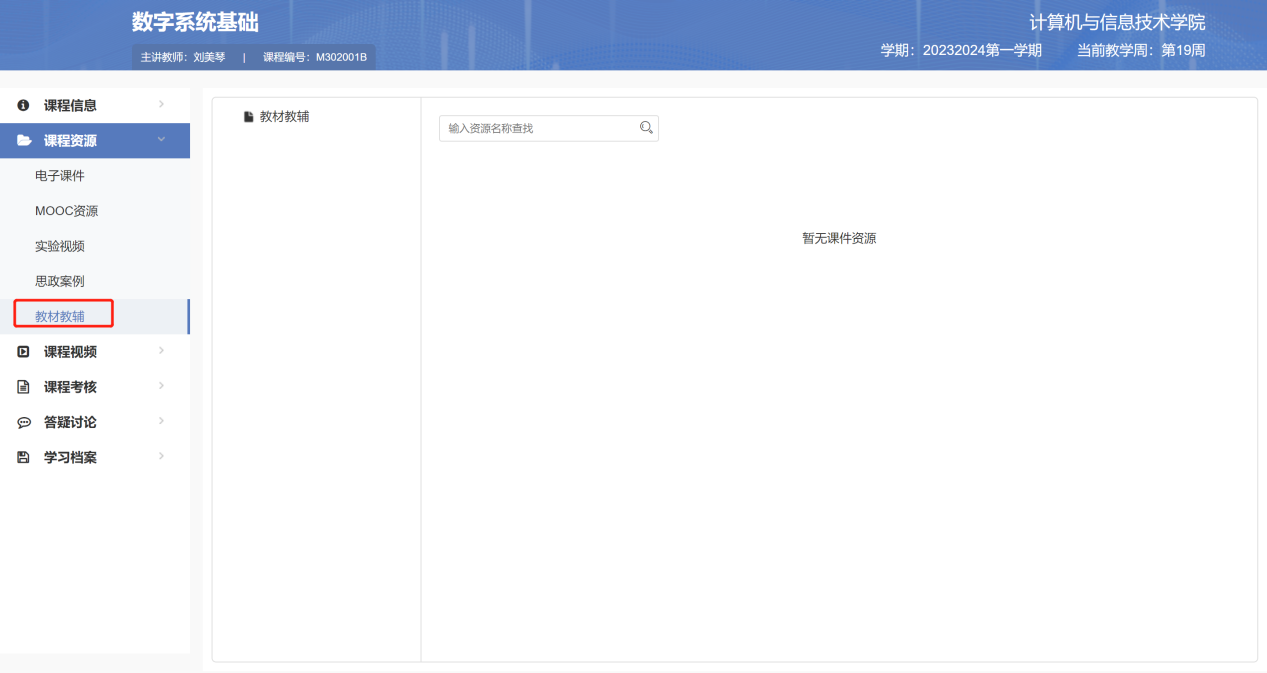 数字系统基础
计算机与信息技术学院
主讲教师：刘美琴 | 课程编号：M302001B
学期：20232024第一学期 当前教学周：第19周
课程信息
课程资源
电子课件
MOOC资源
实验视频
思政案例
教材教辅
课程视频
课程考核
答疑讨论
学习档案
教材教辅
输入资源名称查找
暂无课件资源